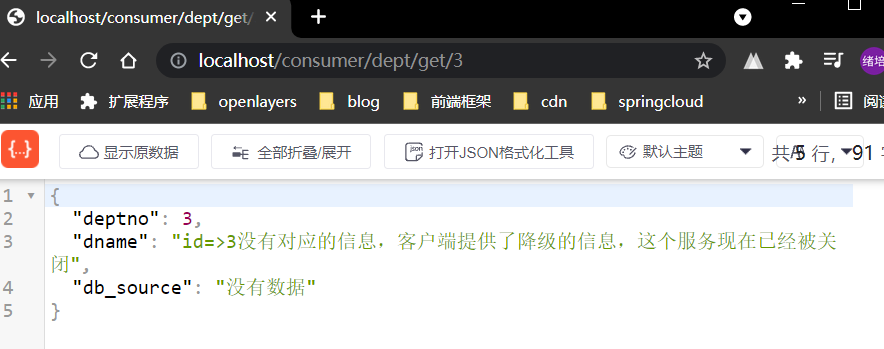 localhost/consumer/dept/get/
localhost/consumer/dept/get/3
绪培
应用 扩展程序 openlayers blog 前端框架 cdn springcloud » 阅读
{...} 显示原数据 全部折叠/展开 json 打开JSON格式化工具 默认主题 共 5 行, 91
1 {
2 "deptno": 3,
3 "dname": "id=>3没有对应的信息，客户端提供了降级的信息，这个服务现在已经被关
闭",
4 "db_source": "没有数据"
5 }